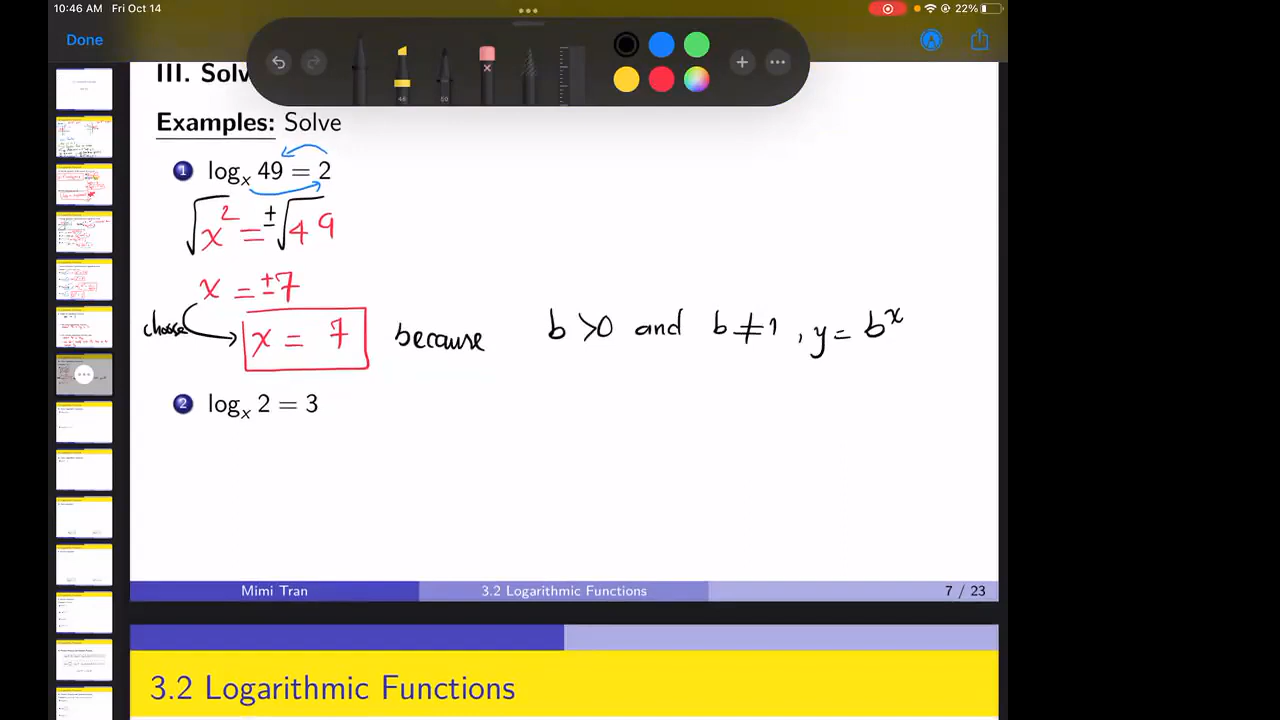 10:46 AM Fri Oct 14
22%
Done
48
50
III. Solv
Examples: Solve
1 logₓ 49 = 2
√x² = ±√49
x = ±7
choose x = 7 because b > 0 and b ≠ 1, y = bˣ
2 logₓ 2 = 3
Mimi Tran 3.2 Logarithmic Functions 7 / 23
3.2 Logarithmic Functions